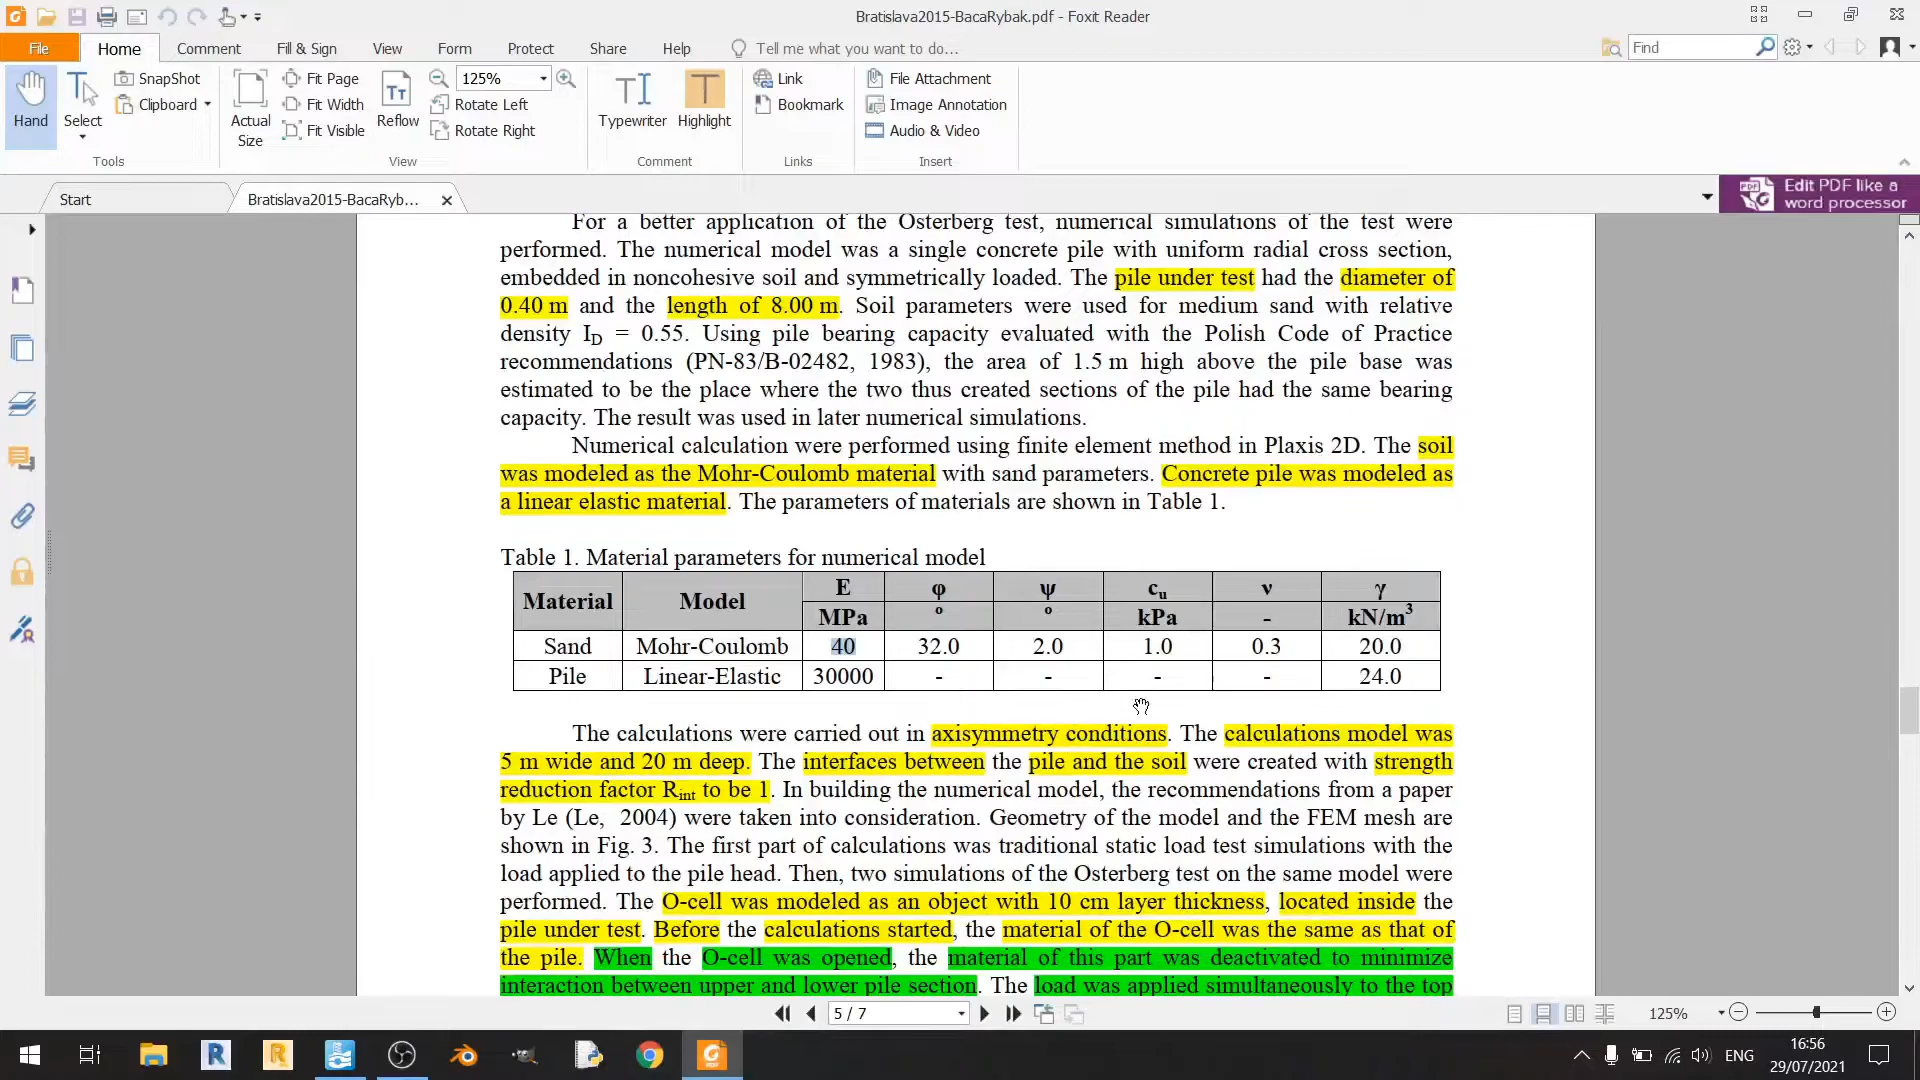 Bratislava2015-BacaRybak.pdf - Foxit Reader
File Home Comment Fill & Sign View Form Protect Share Help Tell me what you want to do... Find
Hand Select SnapShot Clipboard Tools
Actual Size Fit Page Fit Width Fit Visible Reflow 125% Rotate Left Rotate Right View
Typewriter Highlight Comment
Link Bookmark Links
File Attachment Image Annotation Audio & Video Insert
Start Bratislava2015-BacaRyb... Edit PDF like a word processor
For a better application of the Osterberg test, numerical simulations of the test were
performed. The numerical model was a single concrete pile with uniform radial cross section,
embedded in noncohesive soil and symmetrically loaded. The pile under test had the diameter of
0.40 m and the length of 8.00 m. Soil parameters were used for medium sand with relative
density ID = 0.55. Using pile bearing capacity evaluated with the Polish Code of Practice
recommendations (PN-83/B-02482, 1983), the area of 1.5 m high above the pile base was
estimated to be the place where the two thus created sections of the pile had the same bearing
capacity. The result was used in later numerical simulations.
Numerical calculation were performed using finite element method in Plaxis 2D. The soil
was modeled as the Mohr-Coulomb material with sand parameters. Concrete pile was modeled as
a linear elastic material. The parameters of materials are shown in Table 1.
Table 1. Material parameters for numerical model
Material Model E φ ψ cu ν γ
MPa ° ° kPa - kN/m³
Sand Mohr-Coulomb 40 32.0 2.0 1.0 0.3 20.0
Pile Linear-Elastic 30000 - - - - 24.0
The calculations were carried out in axisymmetry conditions. The calculations model was
5 m wide and 20 m deep. The interfaces between the pile and the soil were created with strength
reduction factor Rint to be 1. In building the numerical model, the recommendations from a paper
by Le (Le, 2004) were taken into consideration. Geometry of the model and the FEM mesh are
shown in Fig. 3. The first part of calculations was traditional static load test simulations with the
load applied to the pile head. Then, two simulations of the Osterberg test on the same model were
performed. The O-cell was modeled as an object with 10 cm layer thickness, located inside the
pile under test. Before the calculations started, the material of the O-cell was the same as that of
the pile. When the O-cell was opened, the material of this part was deactivated to minimize
interaction between upper and lower pile section. The load was applied simultaneously to the top
5 / 7 125%
ENG 16:56
29/07/2021